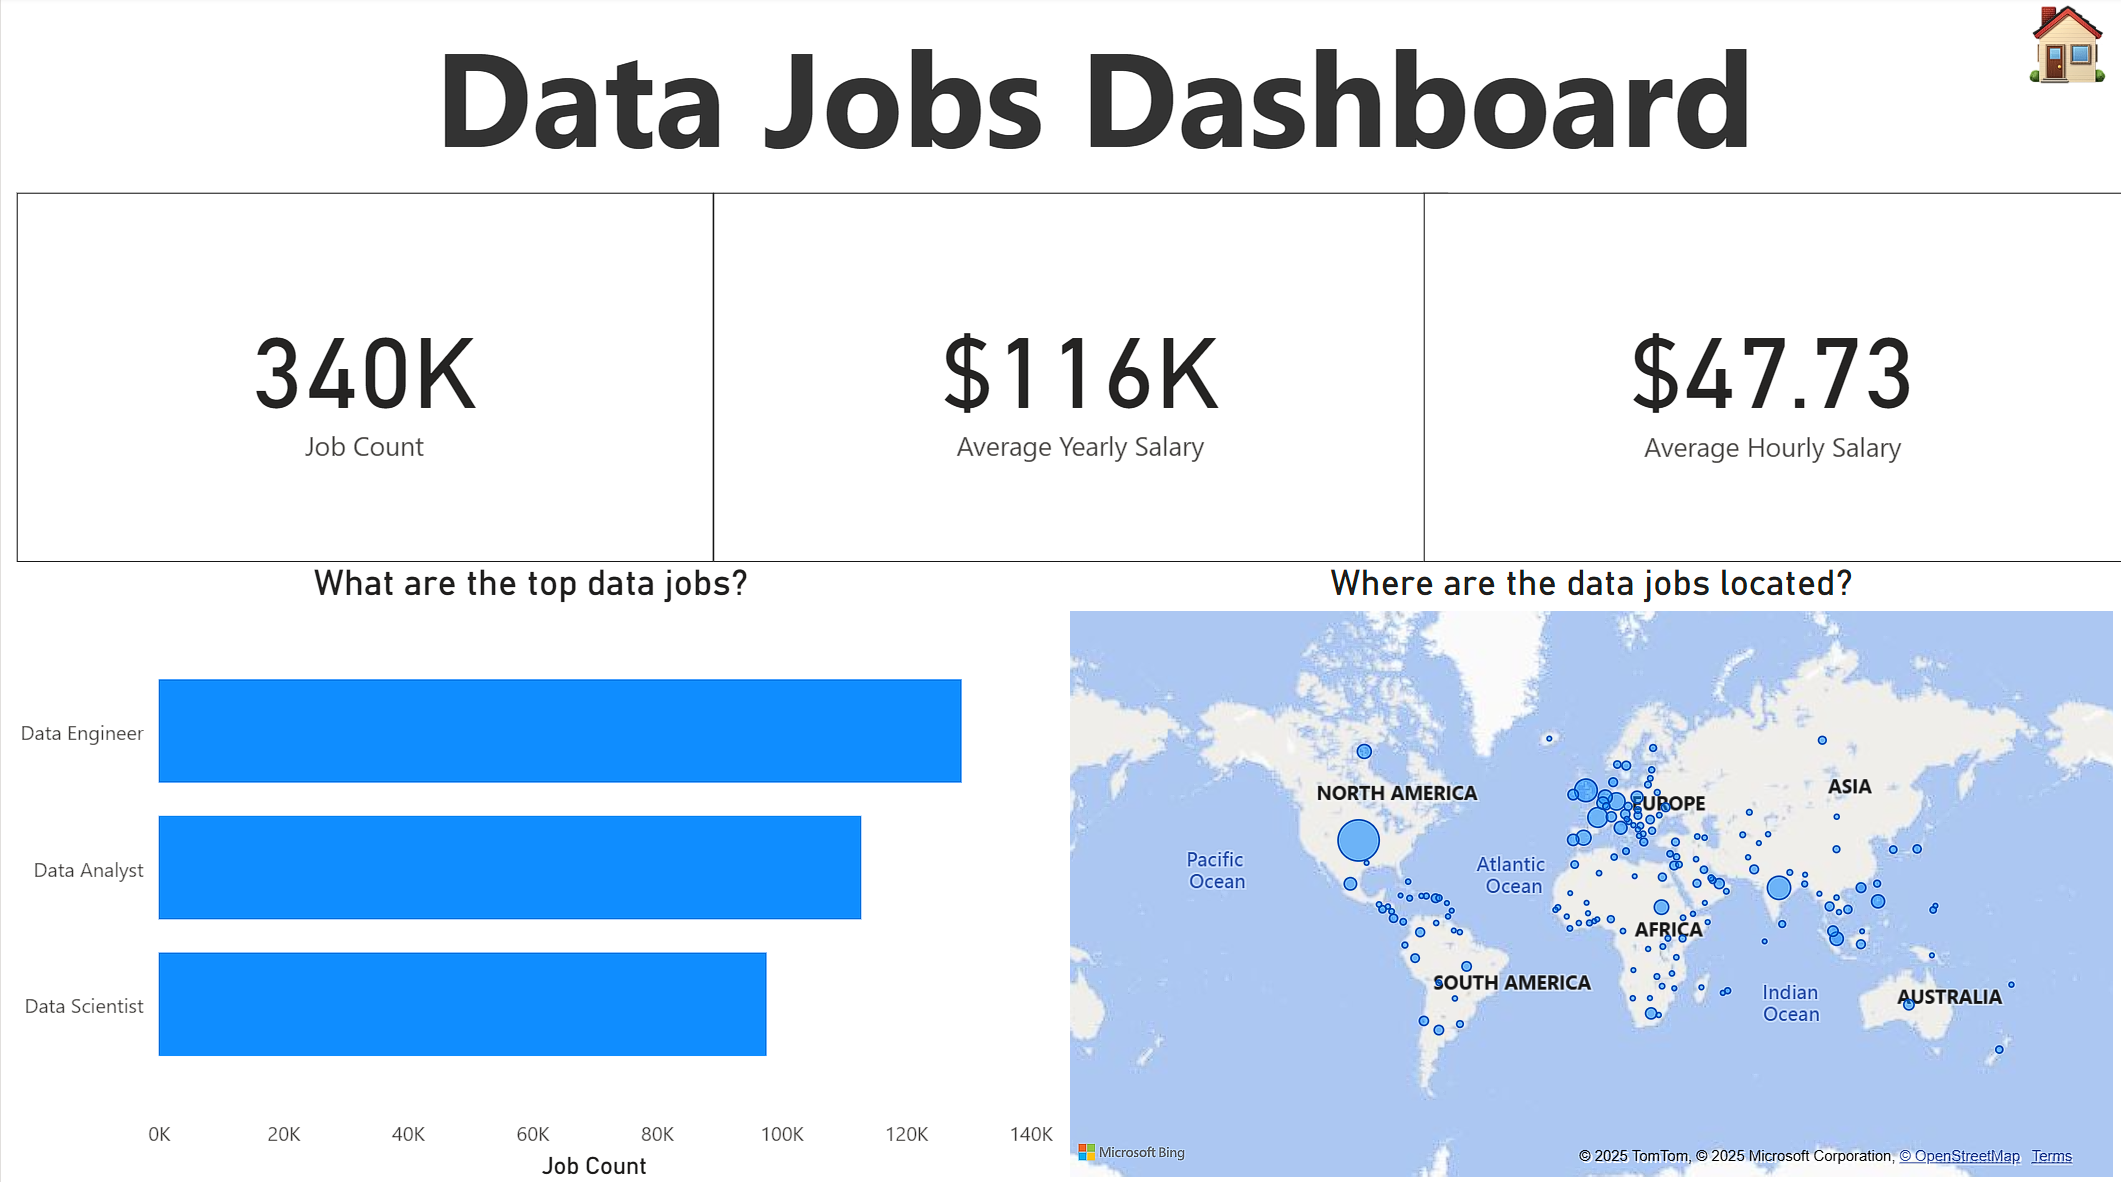 Data Jobs Dashboard
340K
Job Count
$116K
Average Yearly Salary
$47.73
Average Hourly Salary
What are the top data jobs?
Data Engineer
Data Analyst
Data Scientist
0K 20K 40K 60K 80K 100K 120K 140K
Job Count
Where are the data jobs located?
NORTH AMERICA
EUROPE
ASIA
Pacific
Ocean
Atlantic
Ocean
AFRICA
SOUTH AMERICA
Indian
Ocean
AUSTRALIA
Microsoft Bing
© 2025 TomTom, © 2025 Microsoft Corporation, © OpenStreetMap Terms